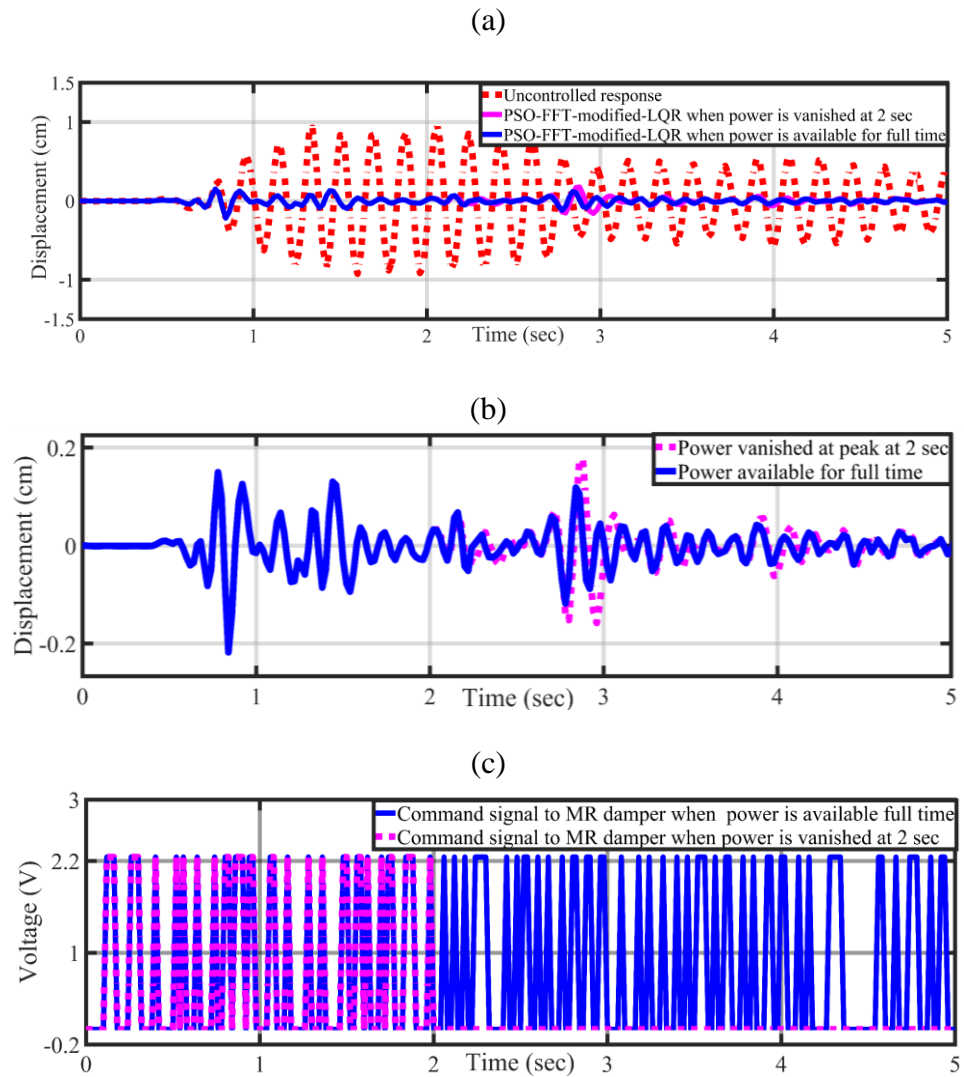 (a)
1.5
1
0
-1
-1.5
Displacement (cm)
Uncontrolled response
PSO-FFT-modified-LQR when power is vanished at 2 sec
PSO-FFT-modified-LQR when power is available for full time
0
1
2
3
4
5
Time (sec)
(b)
0.2
0
-0.2
Displacement (cm)
Power vanished at peak at 2 sec
Power available for full time
0
1
2
3
4
5
Time (sec)
(c)
3
2.2
1
-0.2
Voltage (V)
Command signal to MR damper when power is available full time
Command signal to MR damper when power is vanished at 2 sec
0
1
2
3
4
5
Time (sec)